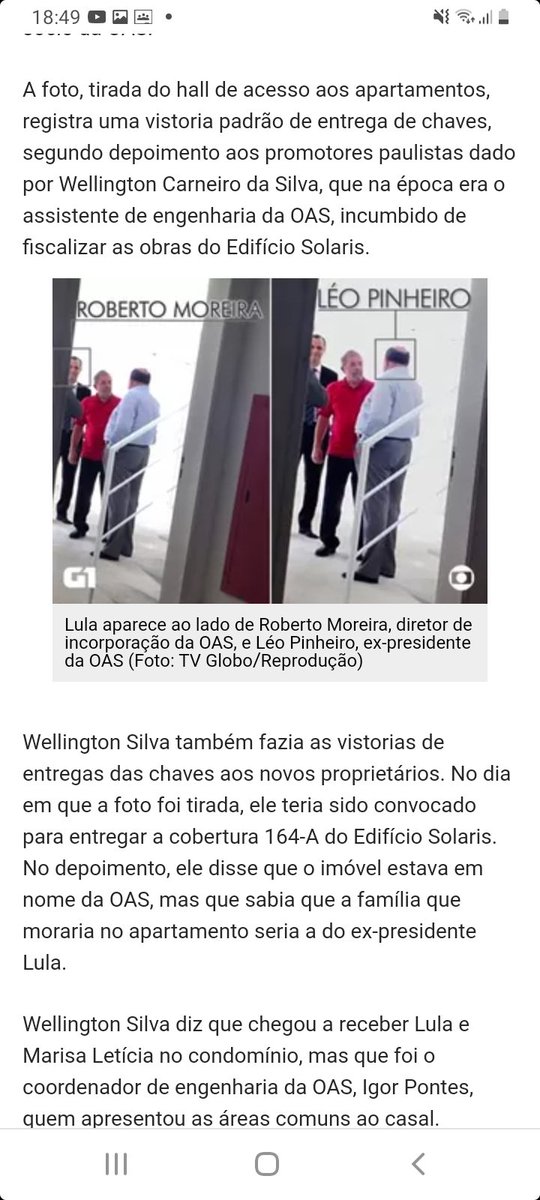 18:49
A foto, tirada do hall de acesso aos apartamentos,
registra uma vistoria padrão de entrega de chaves,
segundo depoimento aos promotores paulistas dado
por Wellington Carneiro da Silva, que na época era o
assistente de engenharia da OAS, incumbido de
fiscalizar as obras do Edifício Solaris.
ROBERTO MOREIRA
LÉO PINHEIRO
G1
Lula aparece ao lado de Roberto Moreira, diretor de
incorporação da OAS, e Léo Pinheiro, ex-presidente
da OAS (Foto: TV Globo/Reprodução)
Wellington Silva também fazia as vistorias de
entregas das chaves aos novos proprietários. No dia
em que a foto foi tirada, ele teria sido convocado
para entregar a cobertura 164-A do Edifício Solaris.
No depoimento, ele disse que o imóvel estava em
nome da OAS, mas que sabia que a família que
moraria no apartamento seria a do ex-presidente
Lula.
Wellington Silva diz que chegou a receber Lula e
Marisa Letícia no condomínio, mas que foi o
coordenador de engenharia da OAS, Igor Pontes,
quem apresentou as áreas comuns ao casal.